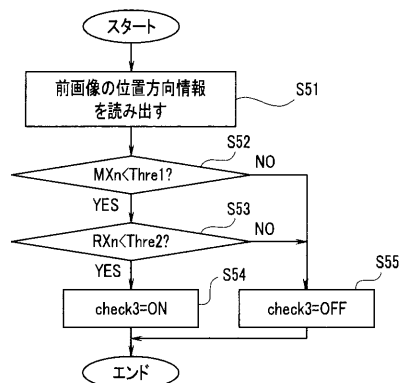 スタート
前画像の位置方向情報
を読み出す
S51
S52
MXn<Thre1?
NO
YES
S53
RXn<Thre2?
NO
YES
S54
check3=ON
S55
check3=OFF
エンド